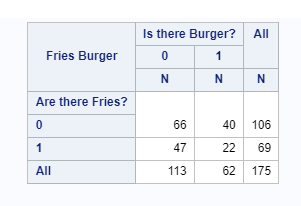 Fries Burger Is there Burger? All
0 1
N N N
Are there Fries?
0 66 40 106
1 47 22 69
All 113 62 175